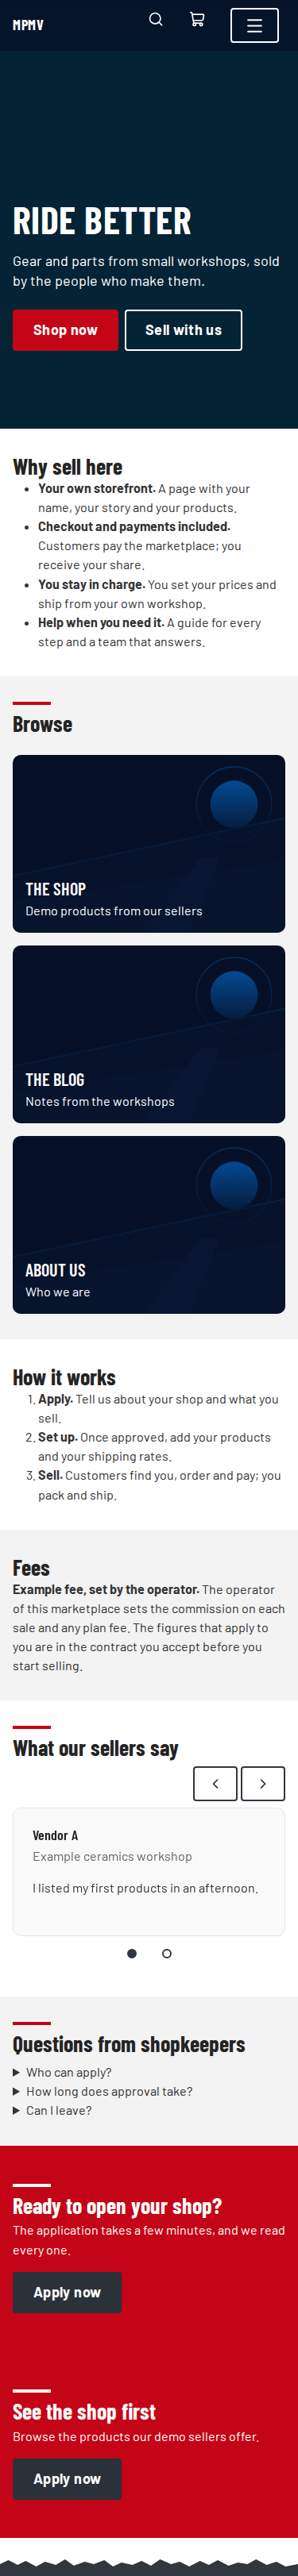 MPMV
RIDE BETTER
Gear and parts from small workshops, sold
by the people who make them.
Shop now
Sell with us
Why sell here
• Your own storefront. A page with your
name, your story and your products.
• Checkout and payments included.
Customers pay the marketplace; you
receive your share.
• You stay in charge. You set your prices and
ship from your own workshop.
• Help when you need it. A guide for every
step and a team that answers.
Browse
THE SHOP
Demo products from our sellers
THE BLOG
Notes from the workshops
ABOUT US
Who we are
How it works
1. Apply. Tell us about your shop and what you
sell.
2. Set up. Once approved, add your products
and your shipping rates.
3. Sell. Customers find you, order and pay; you
pack and ship.
Fees
Example fee, set by the operator. The operator
of this marketplace sets the commission on each
sale and any plan fee. The figures that apply to
you are in the contract you accept before you
start selling.
What our sellers say
Vendor A
Example ceramics workshop
I listed my first products in an afternoon.
Questions from shopkeepers
Who can apply?
How long does approval take?
Can I leave?
Ready to open your shop?
The application takes a few minutes, and we read
every one.
Apply now
See the shop first
Browse the products our demo sellers offer.
Apply now